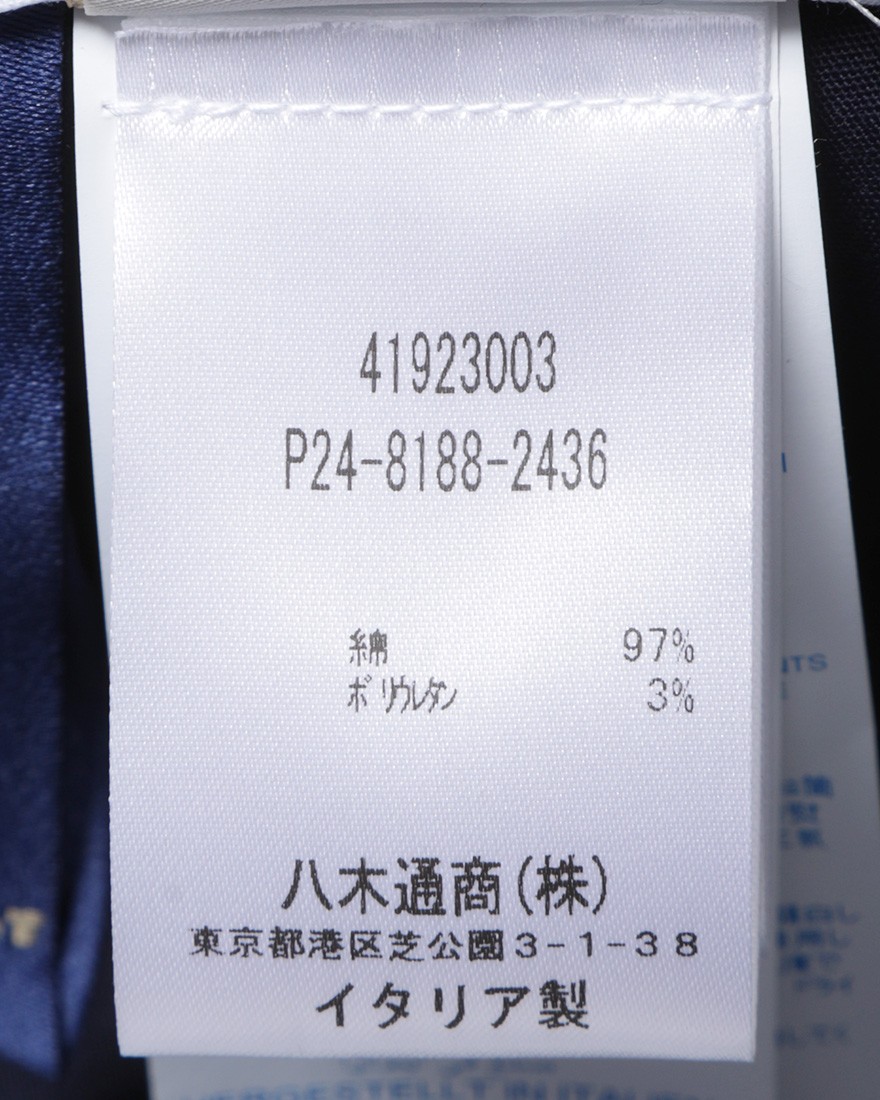 41923003
P24-8188-2436
綿 97%
ポリウレタン 3%
八木通商(株)
東京都港区芝公園3-1-38
イタリア製